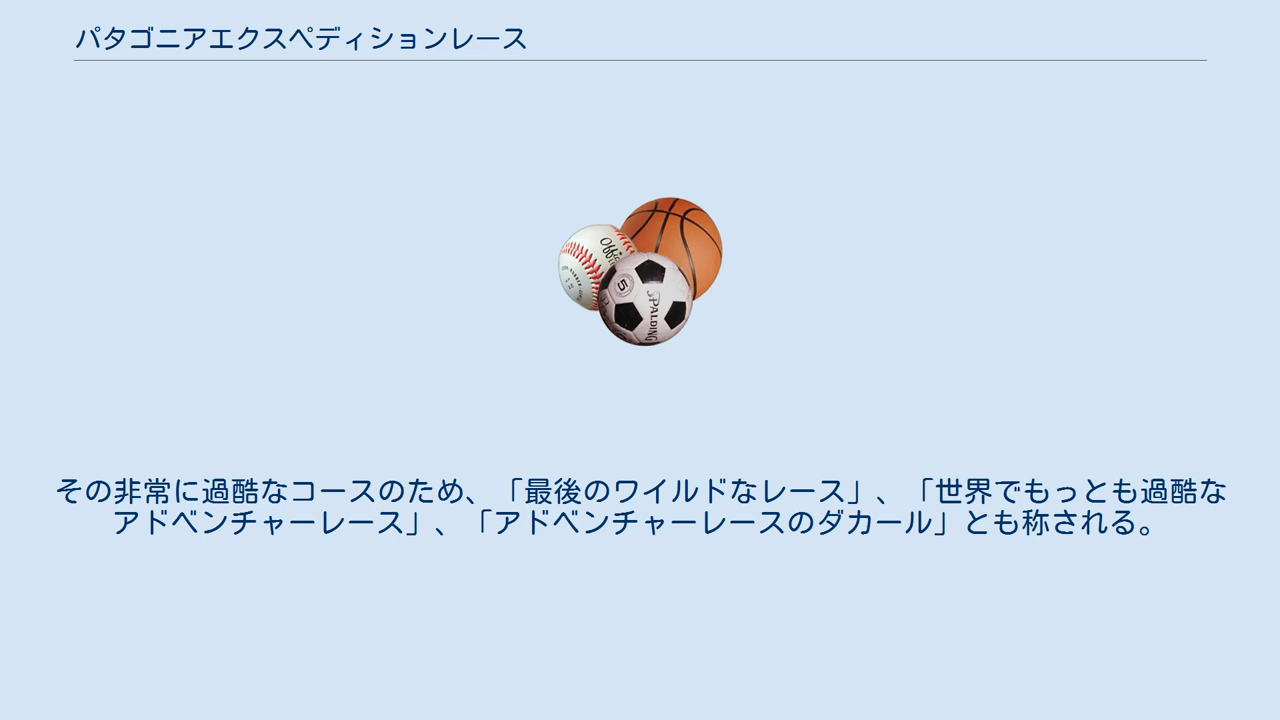 パタゴニアエクスペディションレース
Offic
5
SPALDING
その非常に過酷なコースのため、「最後のワイルドなレース」、「世界でもっとも過酷な
アドベンチャーレース」、「アドベンチャーレースのダカール」とも称される。